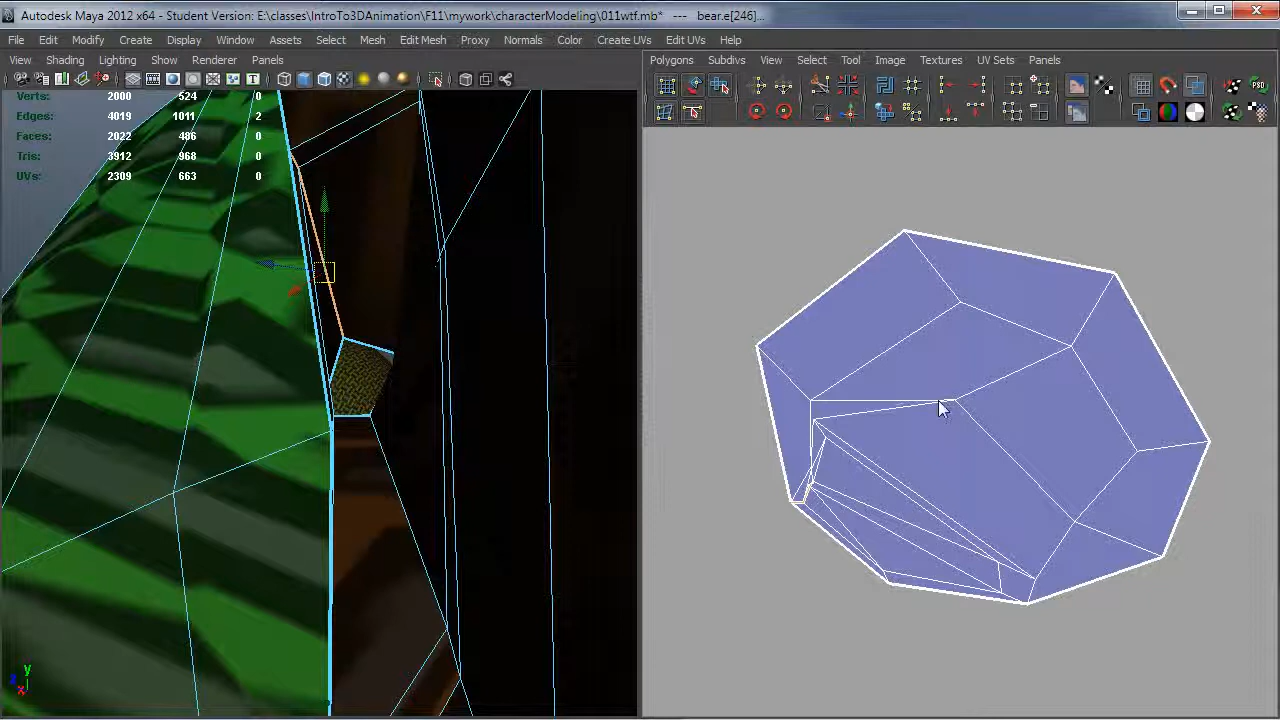 Autodesk Maya 2012 x64 - Student Version: E:\classes\IntroTo3DAnimation\F11\mywork\characterModeling\011wtf.mb* --- bear.e[246]...
File Edit Modify Create Display Window Assets Select Mesh Edit Mesh Proxy Normals Color Create UVs Edit UVs Help
View Shading Lighting Show Renderer Panels
Polygons Subdivs View Select Tool Image Textures UV Sets Panels
Verts: 2000 524 0
Edges: 4019 1011 2
Faces: 2022 486 0
Tris: 3912 968 0
UVs: 2309 663 0
y
x